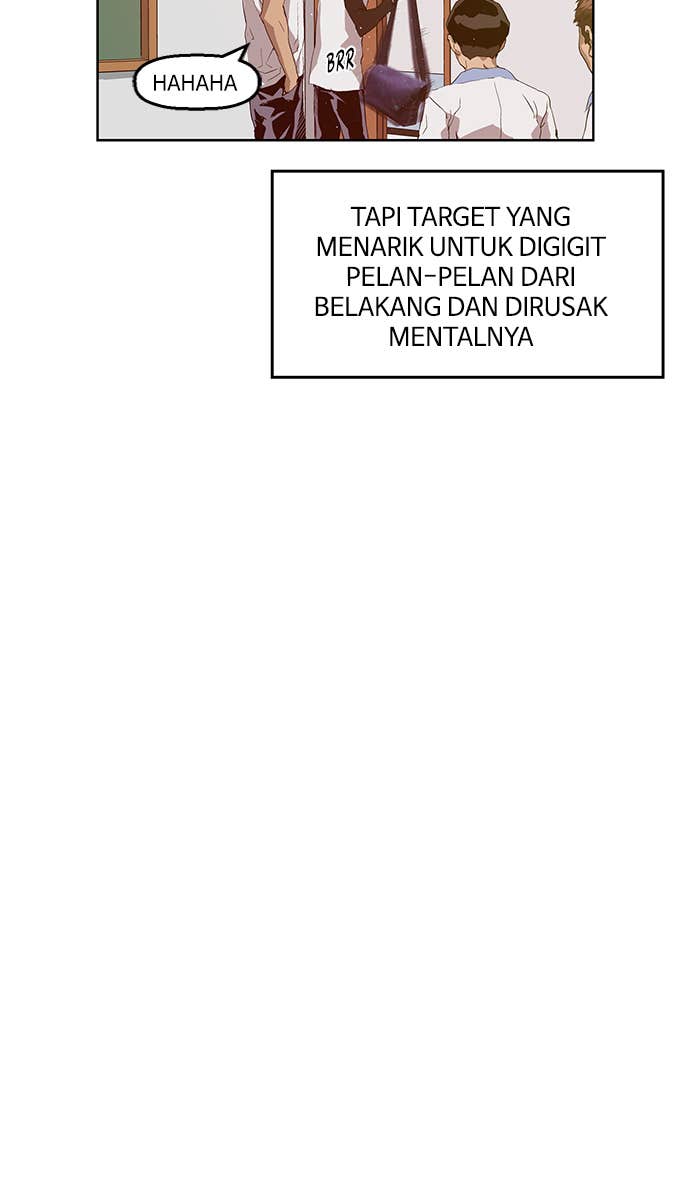 BRR
HAHAHA
TAPI TARGET YANG
MENARIK UNTUK DIGIGIT
PELAN-PELAN DARI
BELAKANG DAN DIRUSAK
MENTALNYA